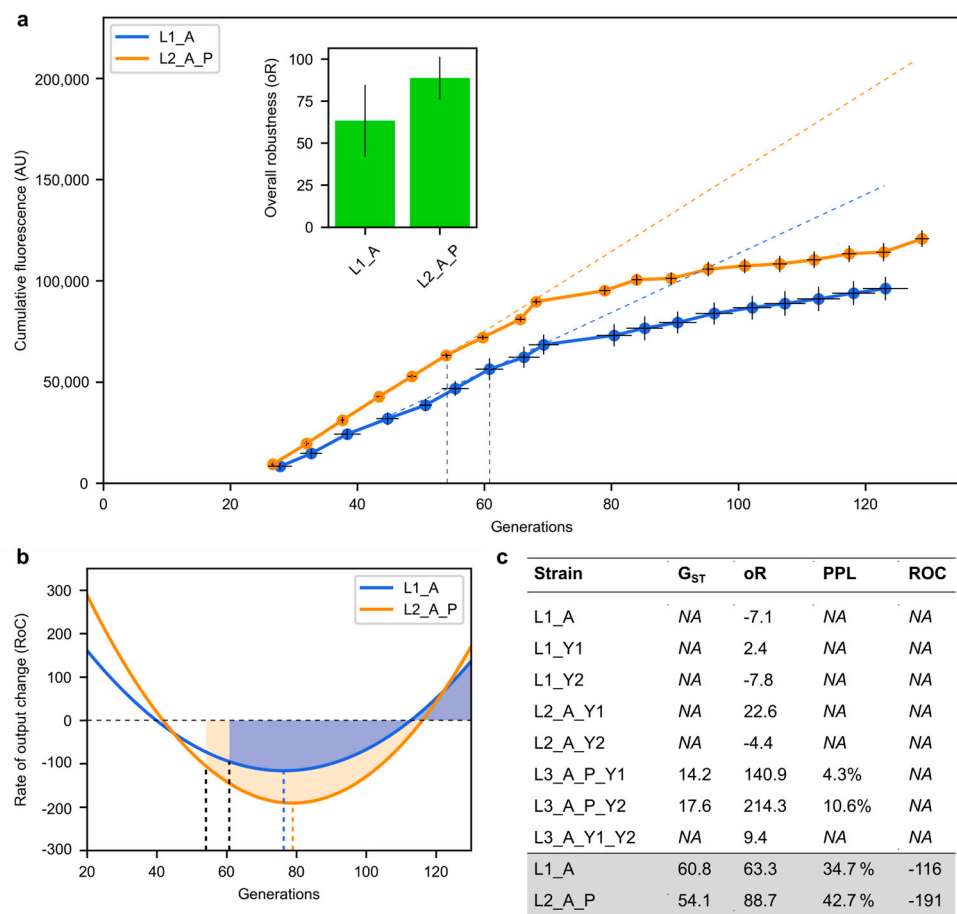 a
L1_A
L2_A_P
Cumulative fluorescence (AU)
200,000
150,000
100,000
50,000
0
0 20 40 60 80 100 120
Generations
Overall robustness (oR)
100
75
50
25
0
L1_A
L2_A_P
b
L1_A
L2_A_P
Rate of output change (RoC)
300
200
100
0
-100
-200
-300
20 40 60 80 100 120
Generations
c
Strain G_ST oR PPL ROC
L1_A NA -7.1 NA NA
L1_Y1 NA 2.4 NA NA
L1_Y2 NA -7.8 NA NA
L2_A_Y1 NA 22.6 NA NA
L2_A_Y2 NA -4.4 NA NA
L3_A_P_Y1 14.2 140.9 4.3% NA
L3_A_P_Y2 17.6 214.3 10.6% NA
L3_A_Y1_Y2 NA 9.4 NA NA
L1_A 60.8 63.3 34.7 % -116
L2_A_P 54.1 88.7 42.7 % -191